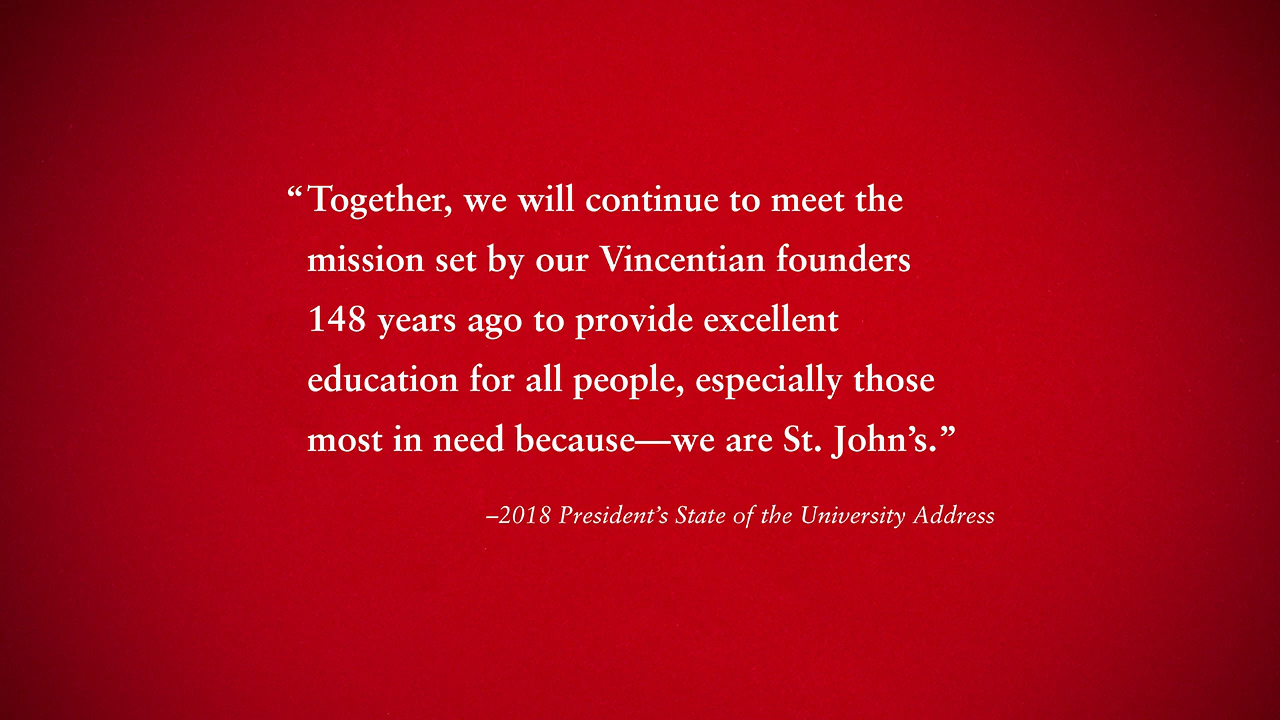 “Together, we will continue to meet the
mission set by our Vincentian founders
148 years ago to provide excellent
education for all people, especially those
most in need because—we are St. John’s.”
–2018 President’s State of the University Address